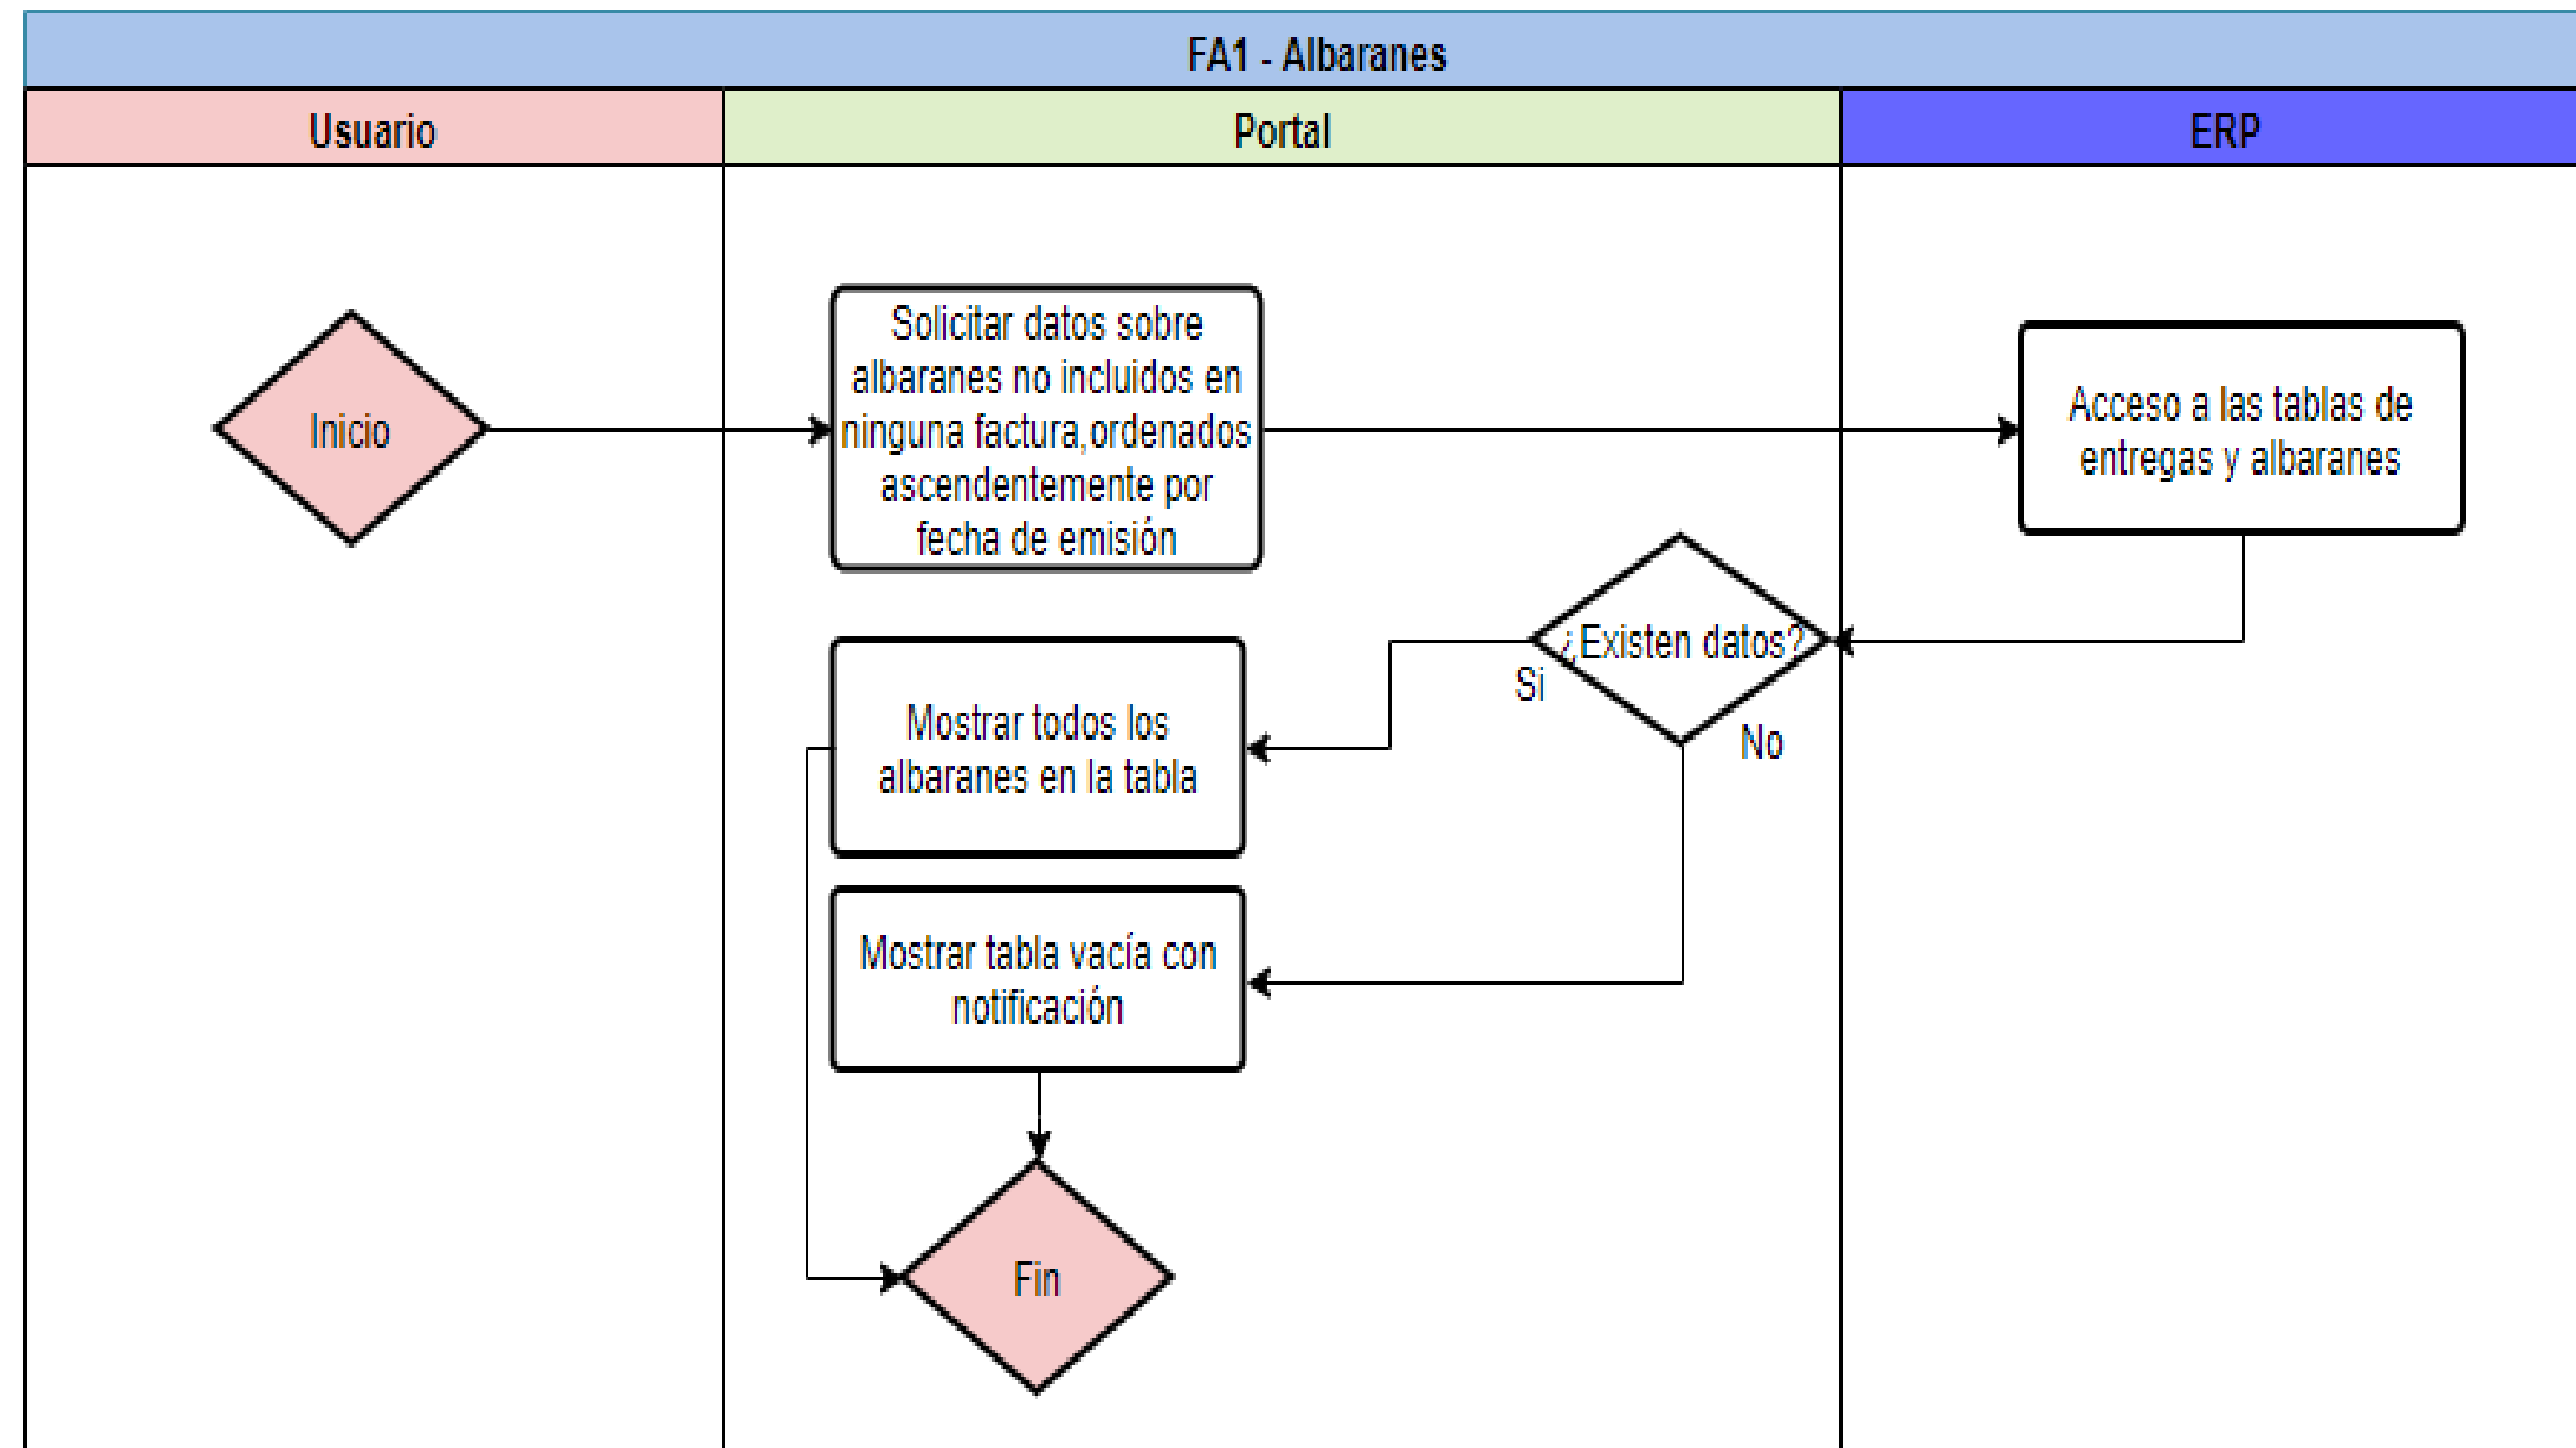 FA1 - Albaranes
Usuario
Portal
ERP
Inicio
Solicitar datos sobre
albaranes no incluidos en
ninguna factura,ordenados
ascendentemente por
fecha de emisión
Acceso a las tablas de
entregas y albaranes
¿Existen datos?
Si
No
Mostrar todos los
albaranes en la tabla
Mostrar tabla vacía con
notificación
Fin